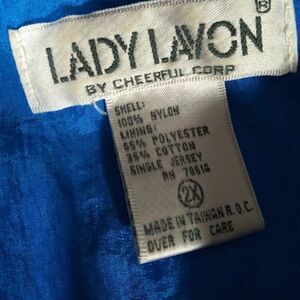 LADY LAVON ®
BY CHEERFUL CORP
SHELL:
100% NYLON
LINING:
65% POLYESTER
35% COTTON
SINGLE JERSEY
RN 78614
2X
MADE IN TAIWAN R.O.C.
OVER FOR CARE